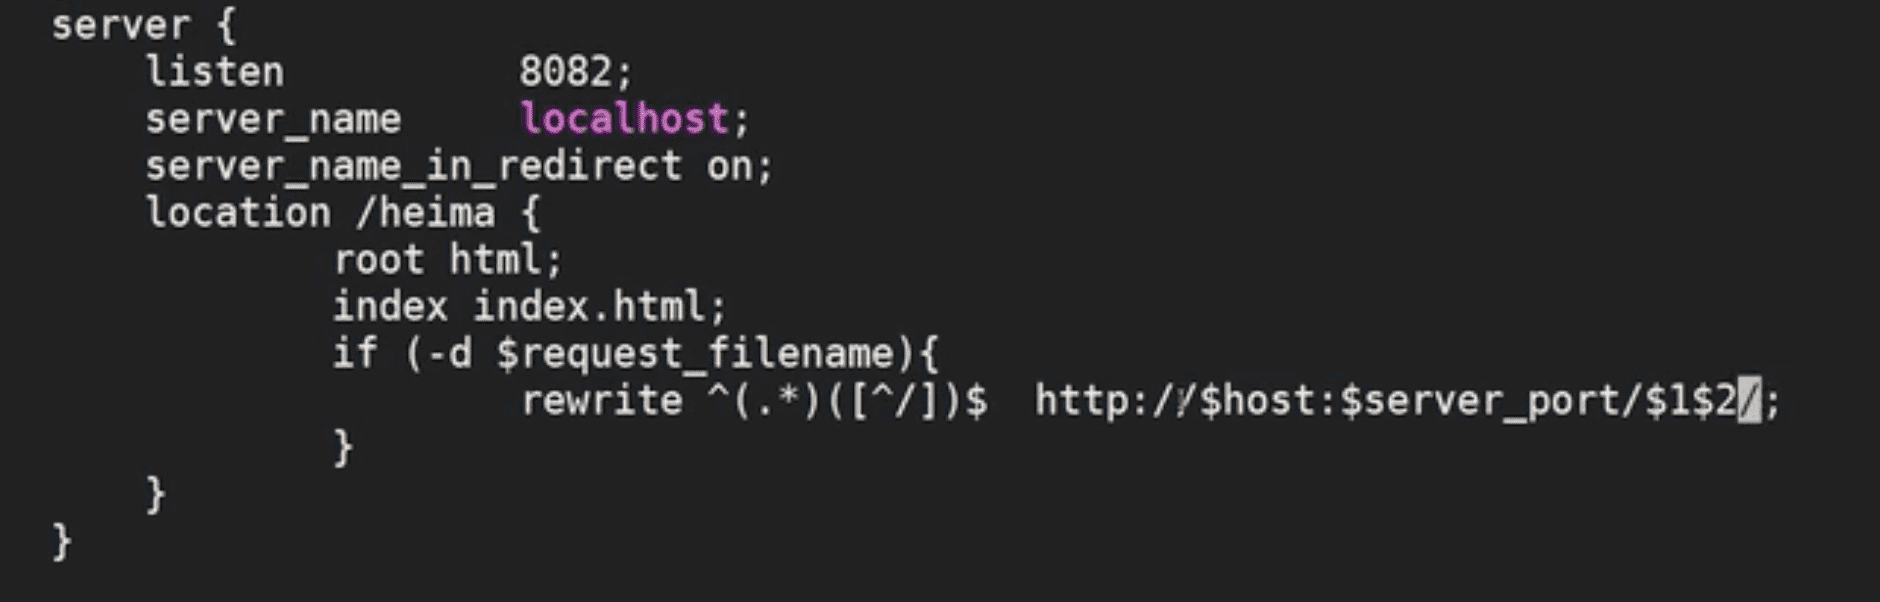 server {
    listen          8082;
    server_name     localhost;
    server_name_in_redirect on;
    location /heima {
            root html;
            index index.html;
            if (-d $request_filename){
                    rewrite ^(.*)([^/])$  http://$host:$server_port/$1$2/;
            }
    }
}